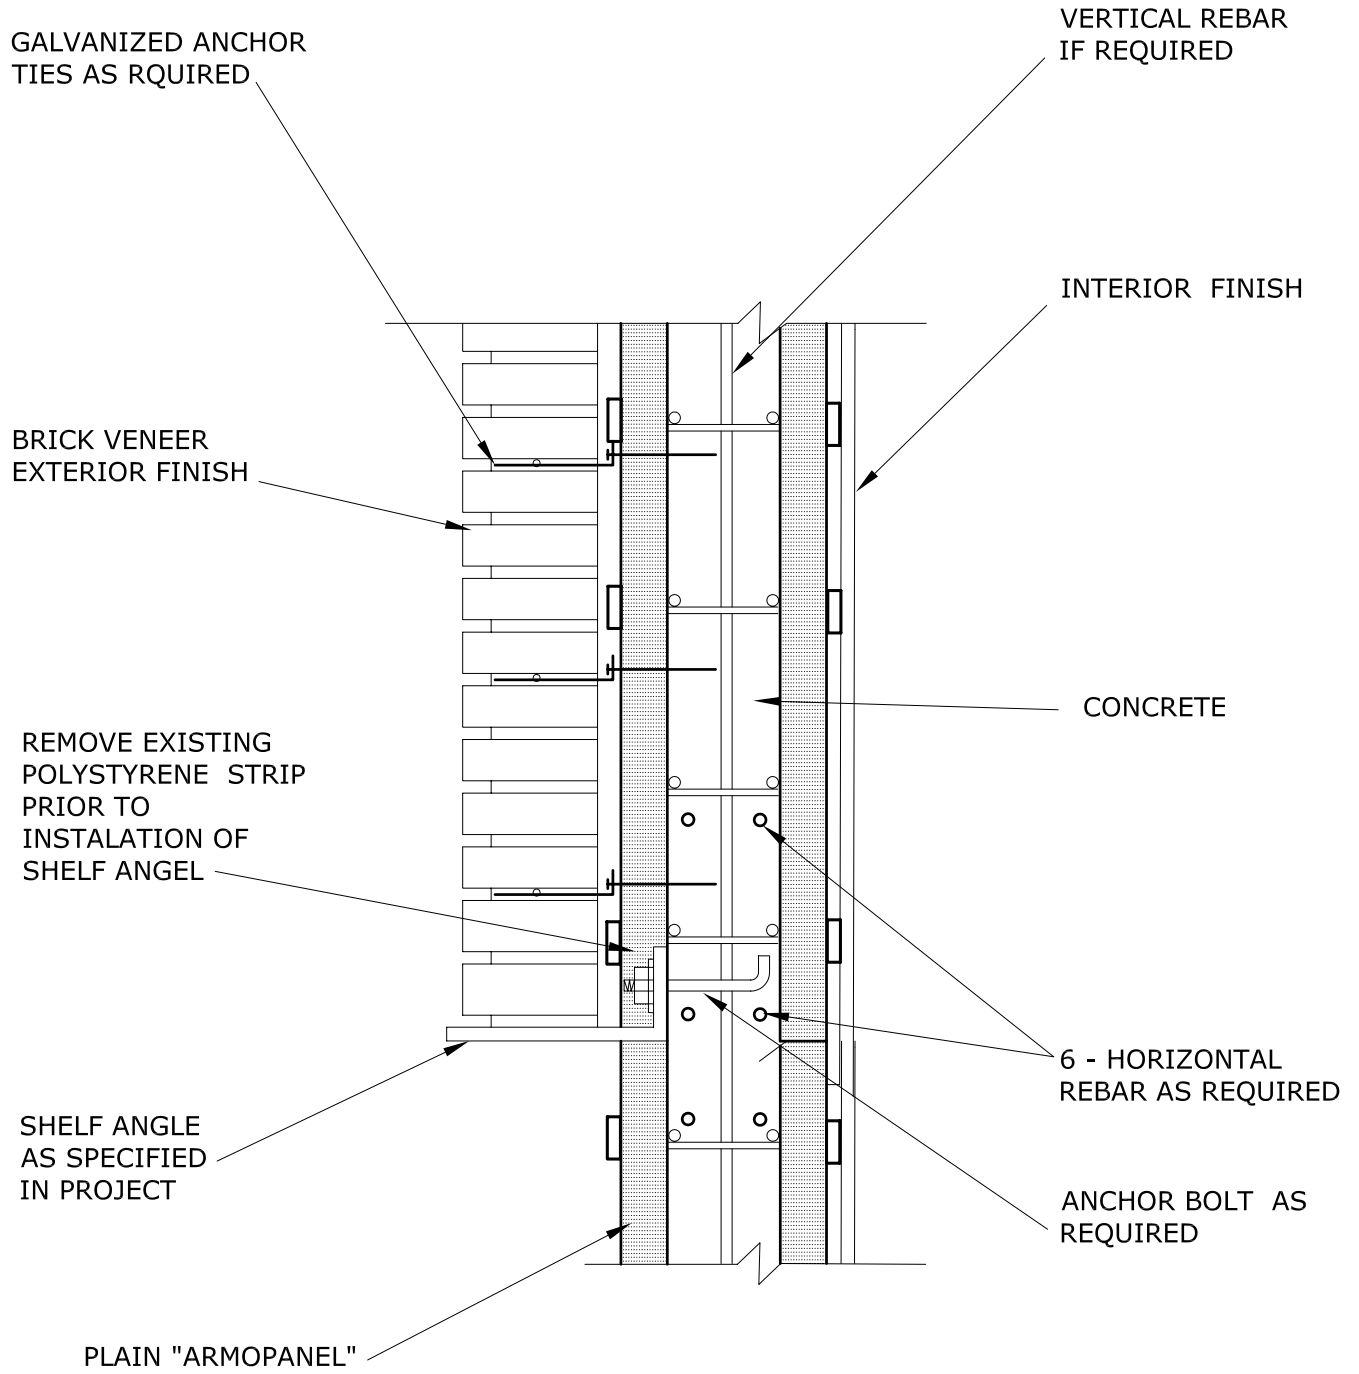 VERTICAL REBAR
IF REQUIRED
GALVANIZED ANCHOR
TIES AS RQUIRED
INTERIOR  FINISH
BRICK VENEER
EXTERIOR FINISH
CONCRETE
REMOVE EXISTING
POLYSTYRENE  STRIP
PRIOR TO
INSTALATION OF
SHELF ANGEL
6 - HORIZONTAL
REBAR AS REQUIRED
SHELF ANGLE
AS SPECIFIED
IN PROJECT
ANCHOR BOLT  AS
REQUIRED
PLAIN "ARMOPANEL"